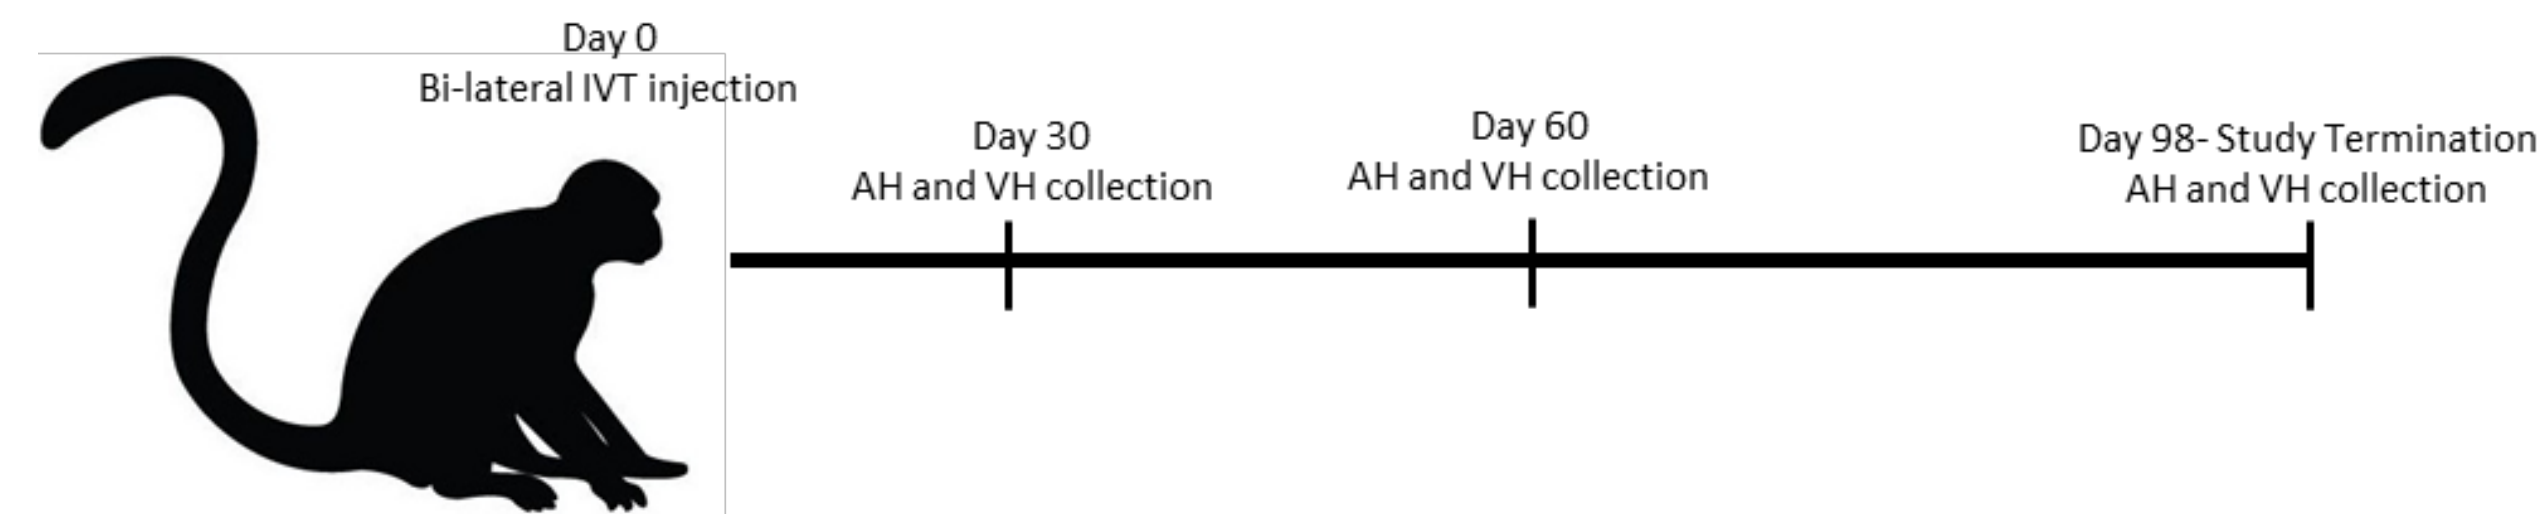 Day 0
Bi-lateral IVT injection
Day 30
AH and VH collection
Day 60
AH and VH collection
Day 98- Study Termination
AH and VH collection